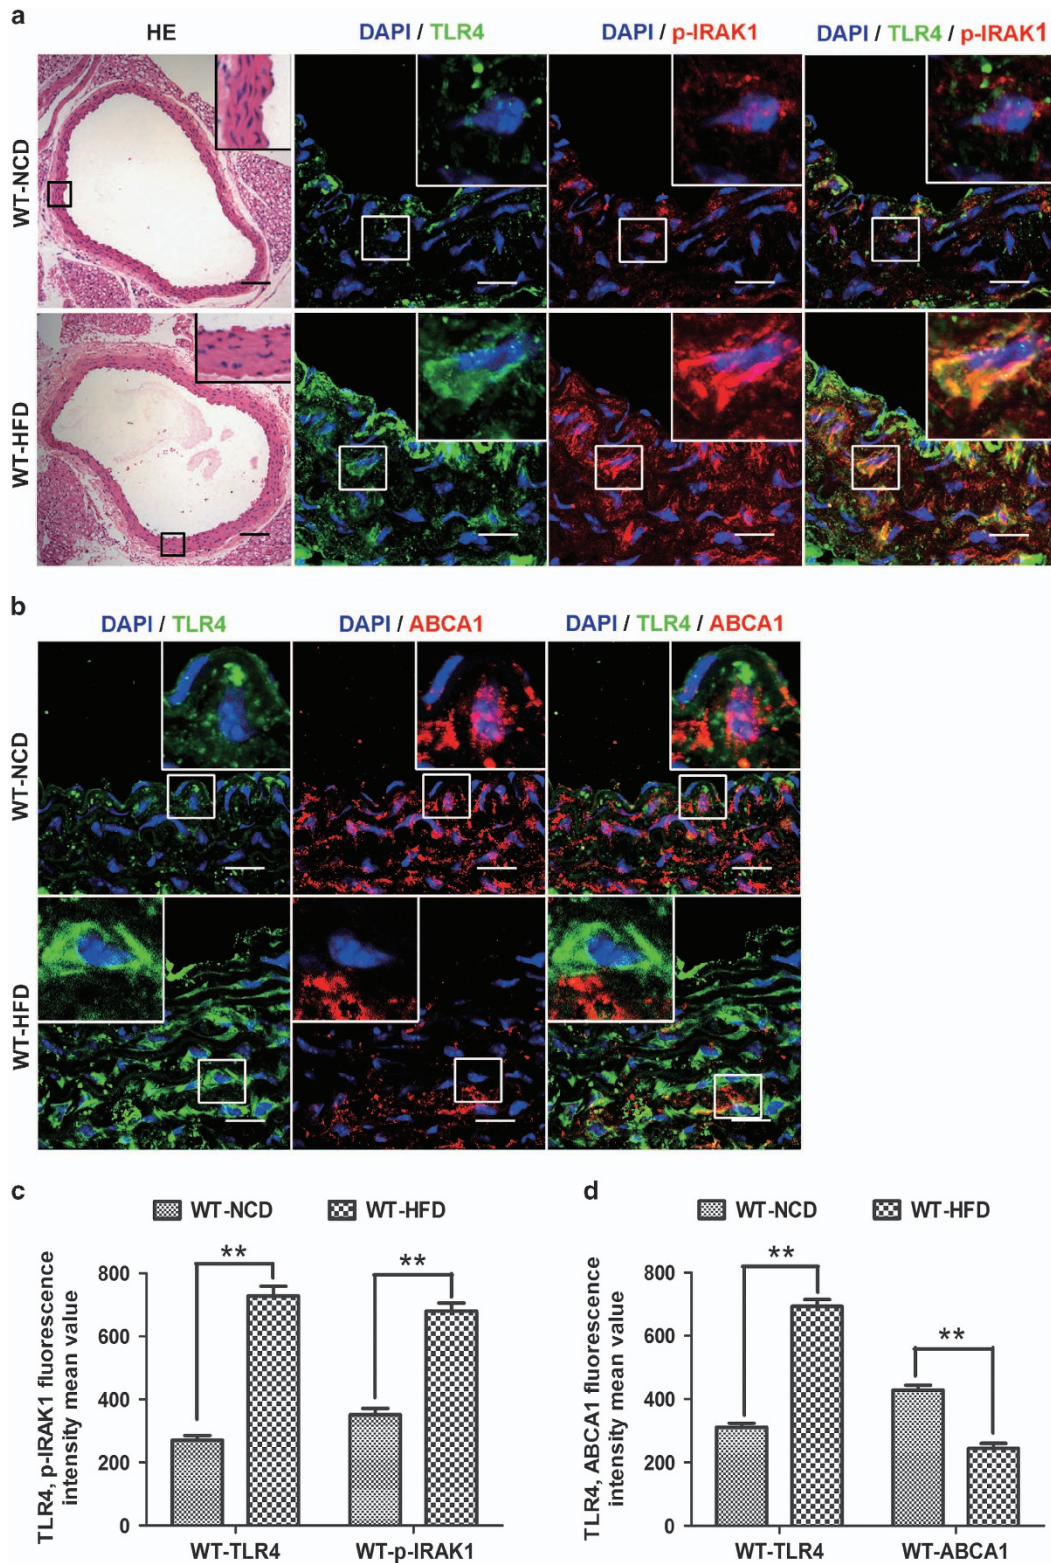 a
HE
DAPI / TLR4
DAPI / p-IRAK1
DAPI / TLR4 / p-IRAK1
WT-NCD
WT-HFD
b
DAPI / TLR4
DAPI / ABCA1
DAPI / TLR4 / ABCA1
WT-NCD
WT-HFD
c
WT-NCD
WT-HFD
TLR4, p-IRAK1 fluorescence
intensity mean value
800
600
400
200
0
**
**
WT-TLR4
WT-p-IRAK1
d
WT-NCD
WT-HFD
TLR4, ABCA1 fluorescence
intensity mean value
800
600
400
200
0
**
**
WT-TLR4
WT-ABCA1